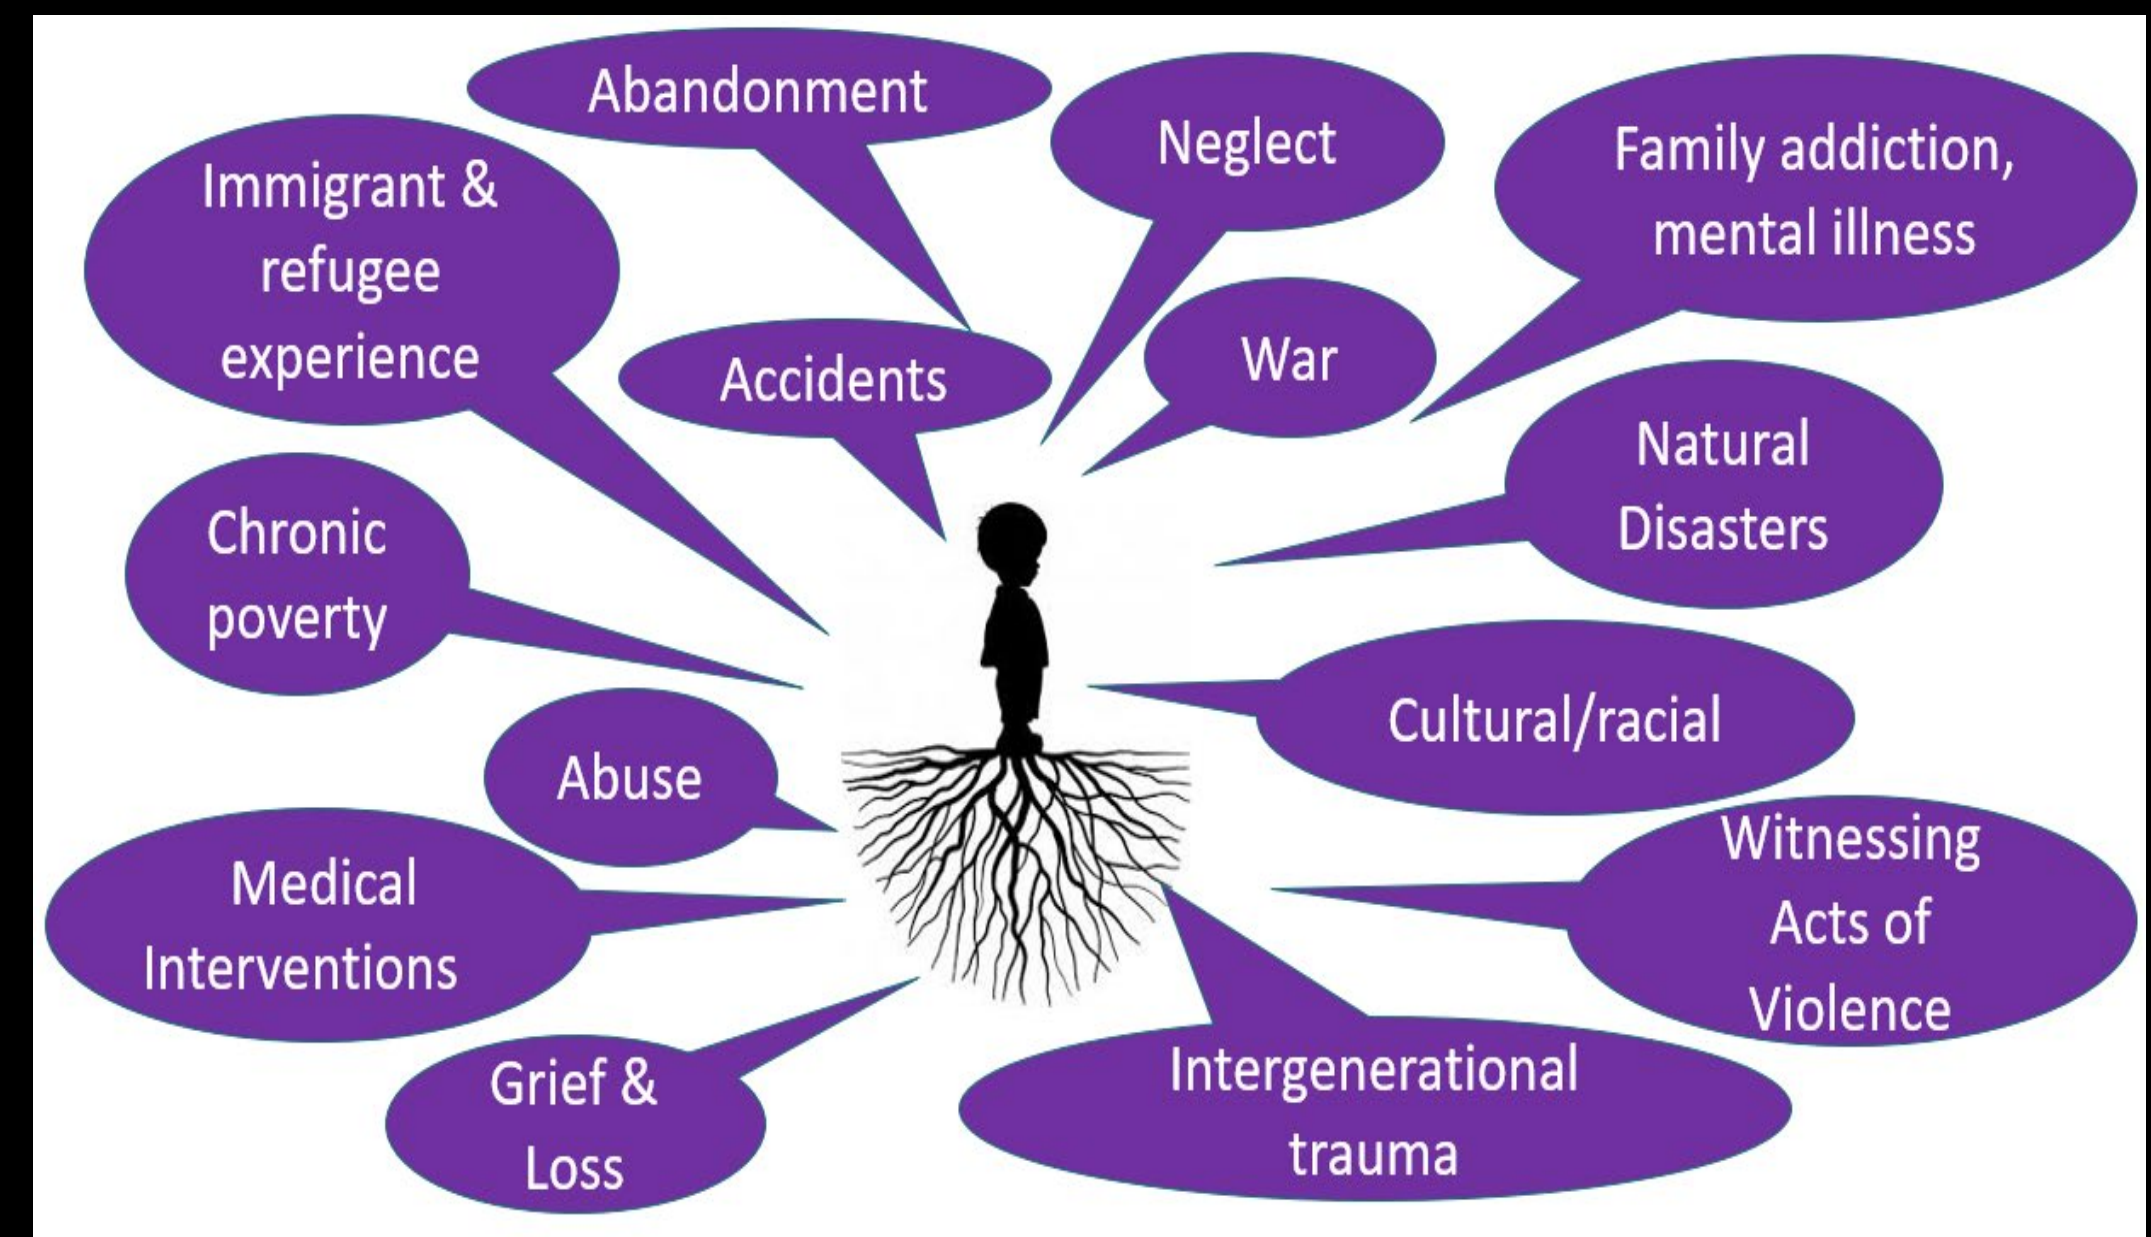 Abandonment
Neglect
Family addiction,
mental illness
Immigrant &
refugee
experience
Accidents
War
Natural
Disasters
Chronic
poverty
Cultural/racial
Abuse
Witnessing
Acts of
Violence
Medical
Interventions
Grief &
Loss
Intergenerational
trauma